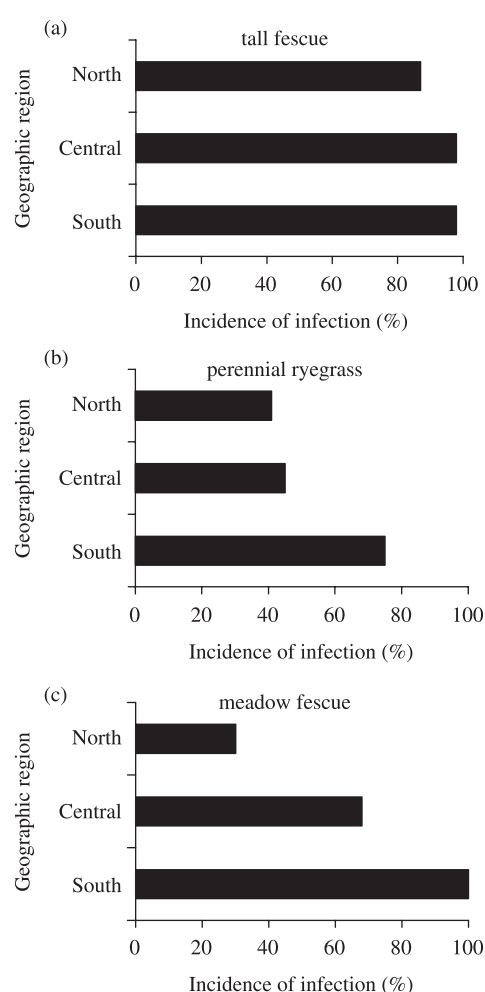 (a)
tall fescue
Geographic region
North
Central
South
0 20 40 60 80 100
Incidence of infection (%)
(b)
perennial ryegrass
Geographic region
North
Central
South
0 20 40 60 80 100
Incidence of infection (%)
(c)
meadow fescue
Geographic region
North
Central
South
0 20 40 60 80 100
Incidence of infection (%)